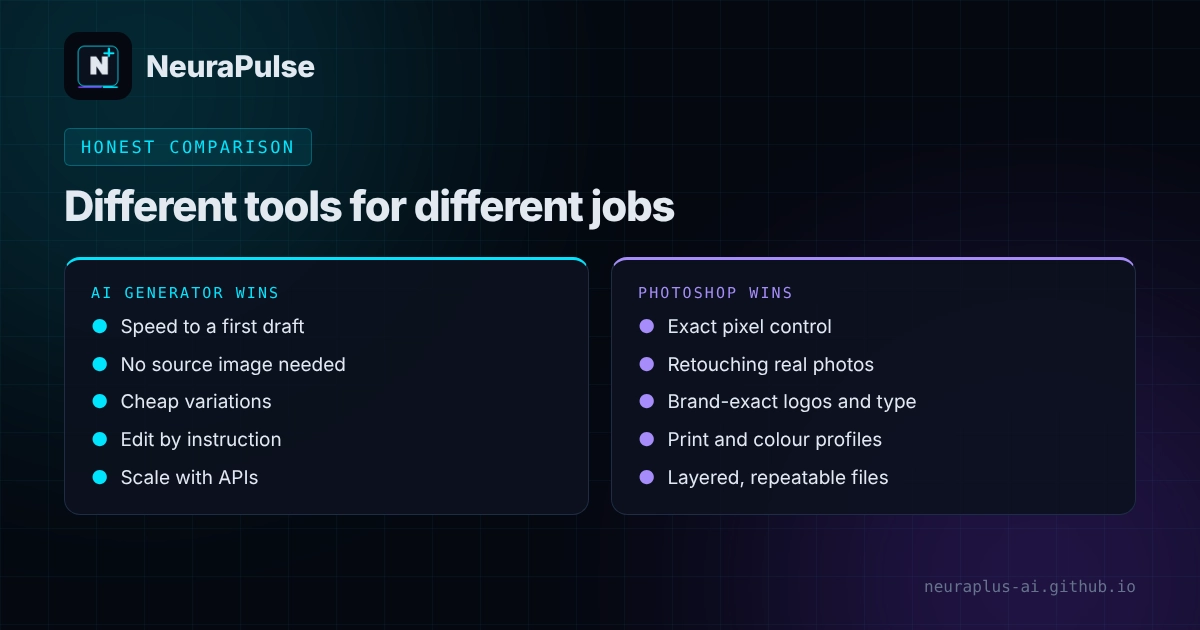 N
NeuraPulse
HONEST COMPARISON
Different tools for different jobs
AI GENERATOR WINS
Speed to a first draft
No source image needed
Cheap variations
Edit by instruction
Scale with APIs
PHOTOSHOP WINS
Exact pixel control
Retouching real photos
Brand-exact logos and type
Print and colour profiles
Layered, repeatable files
neuraplus-ai.github.io